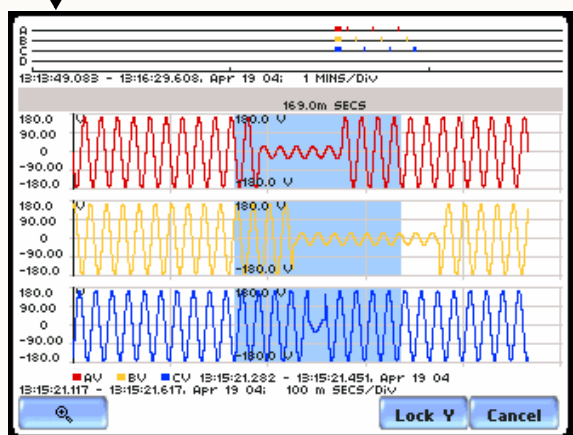 A
B
C
D
13:13:49.083 - 13:16:29.608, Apr 19 04; 1 MINS/Div
169.0m SECS
180.0 V 180.0 V
90.00
0
-90.00
-180.0 -180.0 V
180.0 V 180.0 V
90.00
0
-90.00
-180.0 -180.0 V
180.0 V 180.0 V
90.00
0
-90.00
-180.0 -180.0 V
AV BV CV 13:15:21.282 - 13:15:21.451, Apr 19 04
13:15:21.117 - 13:15:21.617, Apr 19 04; 100 m SECS/Div
Lock Y Cancel